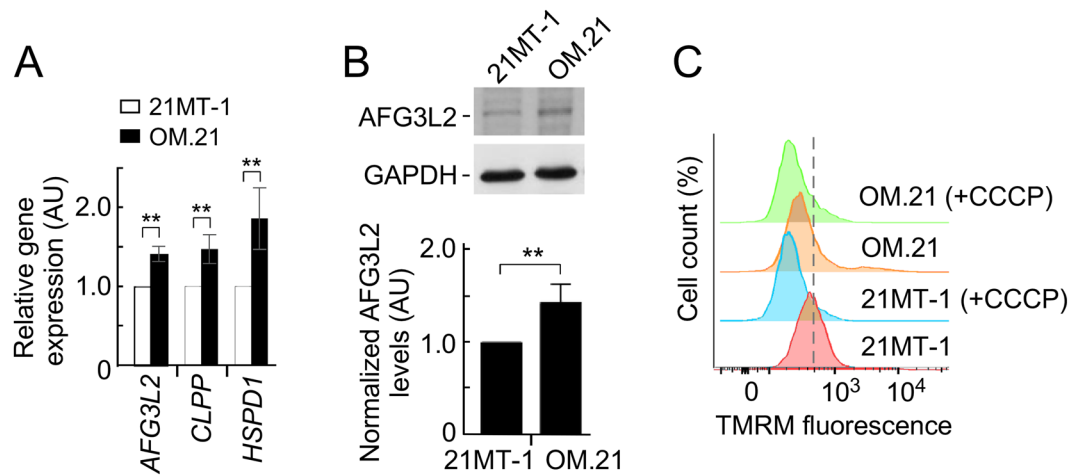 A
21MT-1
OM.21
Relative gene
expression (AU)
2.0
1.0
0
**
**
**
AFG3L2
CLPP
HSPD1
B
21MT-1
OM.21
AFG3L2 -
GAPDH -
Normalized AFG3L2
levels (AU)
2.0
1.0
0
**
21MT-1
OM.21
C
Cell count (%)
OM.21 (+CCCP)
OM.21
21MT-1 (+CCCP)
21MT-1
0
10³
10⁴
TMRM fluorescence